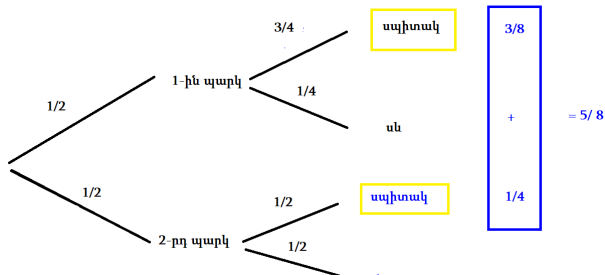 3/4 սպիտակ 3/8
1-ին պարկ
1/2 1/4
սև + = 5/ 8
1/2 1/2 սպիտակ 1/4
2-րդ պարկ 1/2